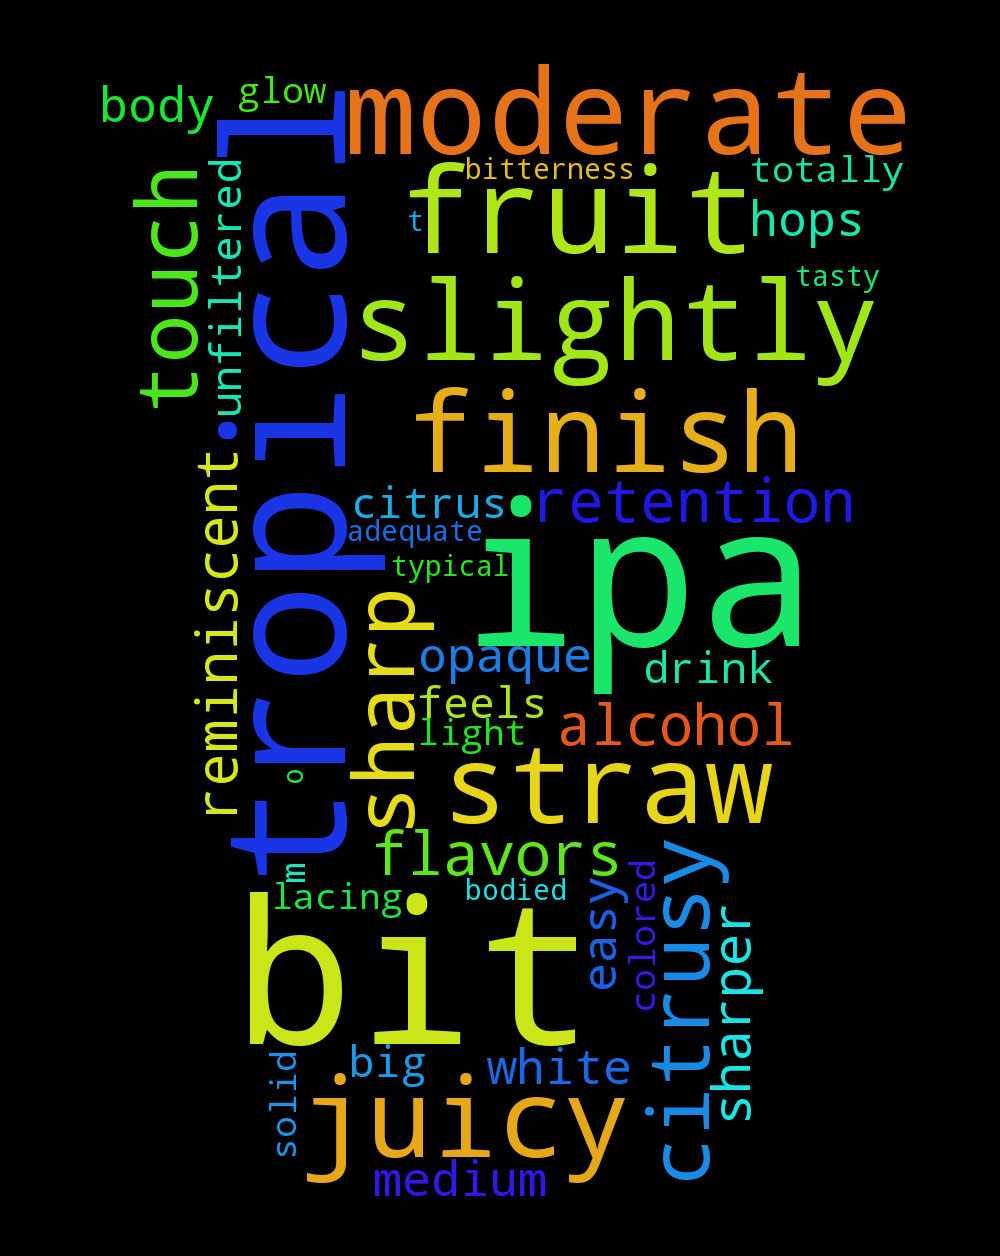 body
glow
moderate
tropical
touch
unfiltered
bitterness
totally
fruit
t
hops
tasty
slightly
finish
reminiscent
citrus
retention
adequate
ipa
typical
sharp
opaque
drink
feels
light
alcohol
straw
o
flavors
m
lacing
bodied
bit
easy
colored
citrusy
sharper
solid
big
white
juicy
medium